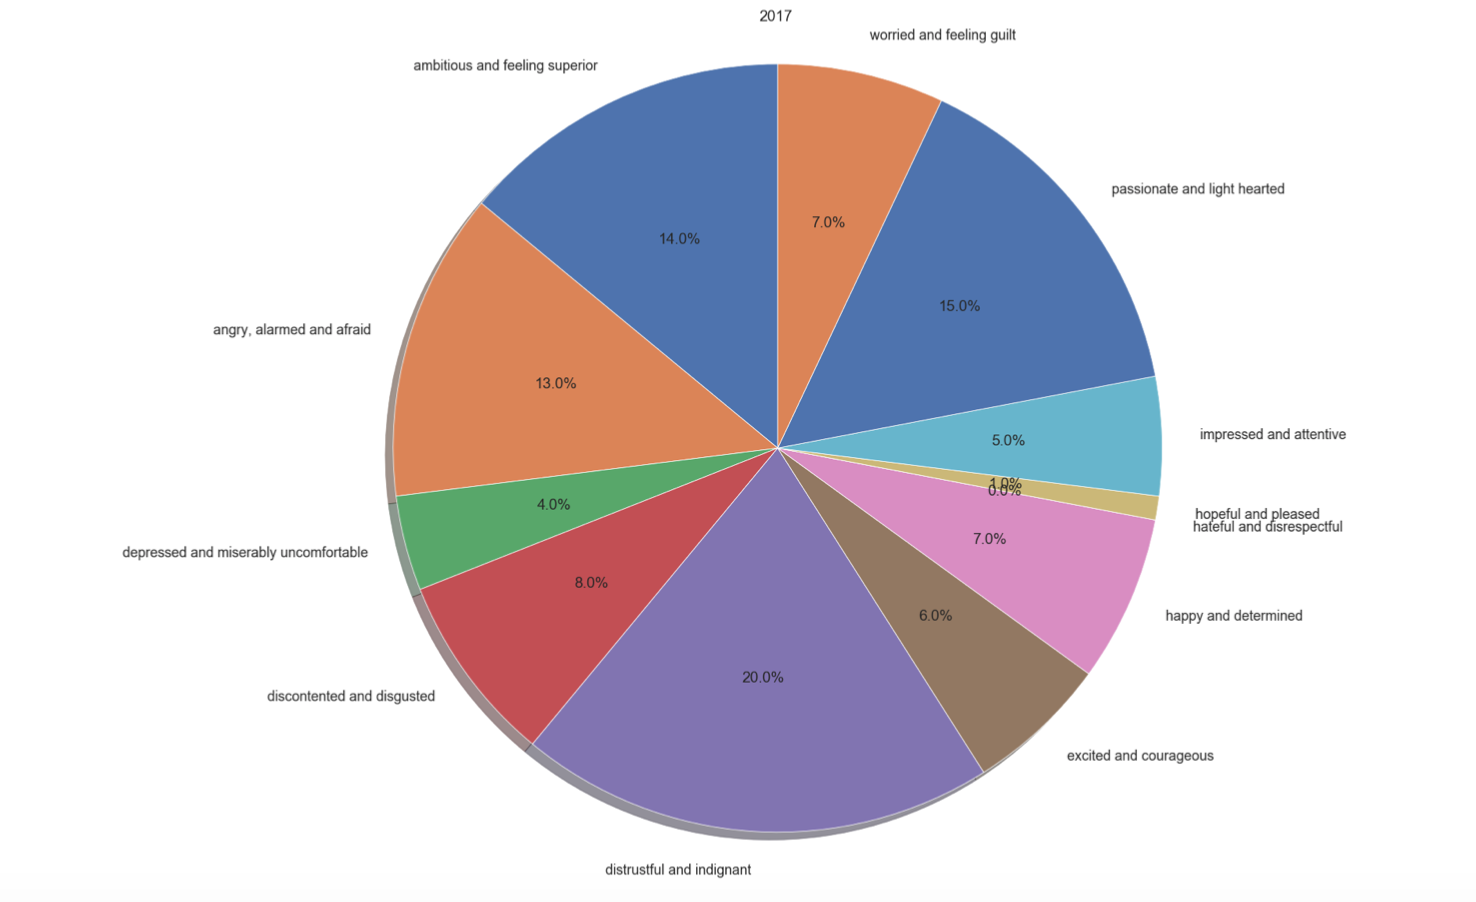 2017
worried and feeling guilt
ambitious and feeling superior
passionate and light hearted
7.0%
14.0%
15.0%
angry, alarmed and afraid
13.0%
impressed and attentive
5.0%
1.0%
0.0%
4.0%
hopeful and pleased
hateful and disrespectful
7.0%
depressed and miserably uncomfortable
8.0%
6.0%
happy and determined
20.0%
discontented and disgusted
excited and courageous
distrustful and indignant